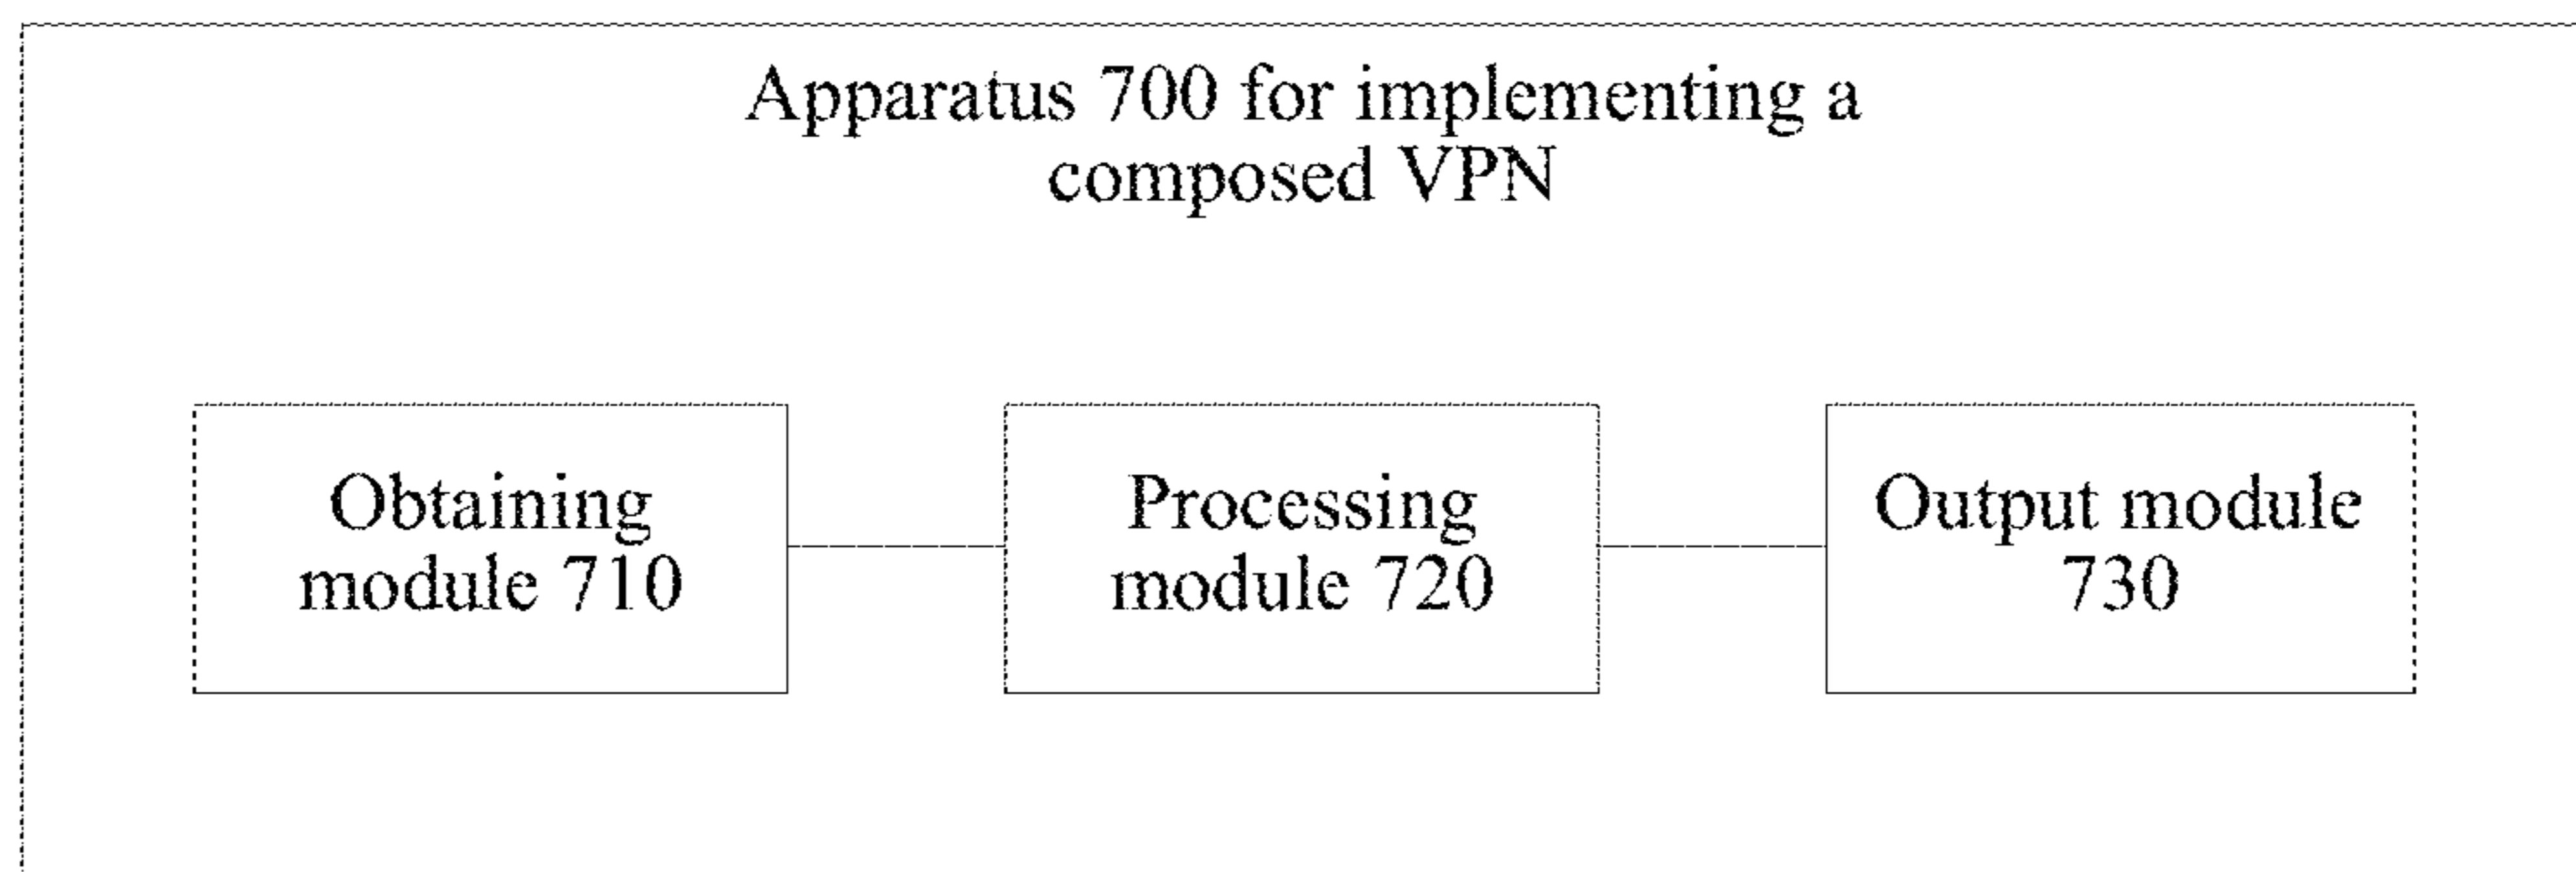 Apparatus 700 for implementing a
composed VPN
Obtaining
module 710
Processing
module 720
Output module
730